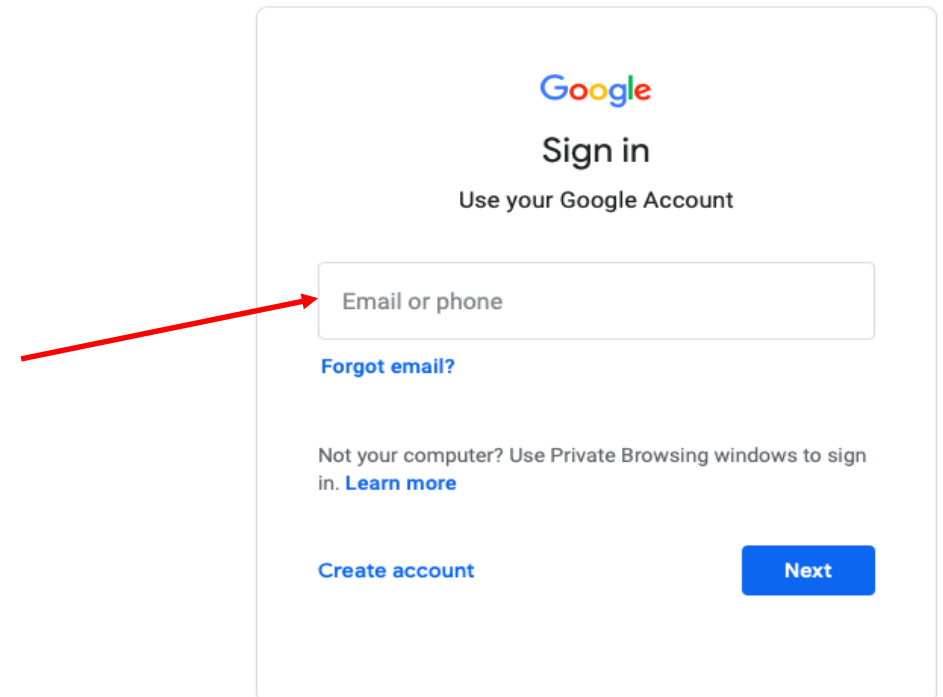 Google
Sign in
Use your Google Account
Email or phone
Forgot email?
Not your computer? Use Private Browsing windows to sign
in. Learn more
Create account
Next